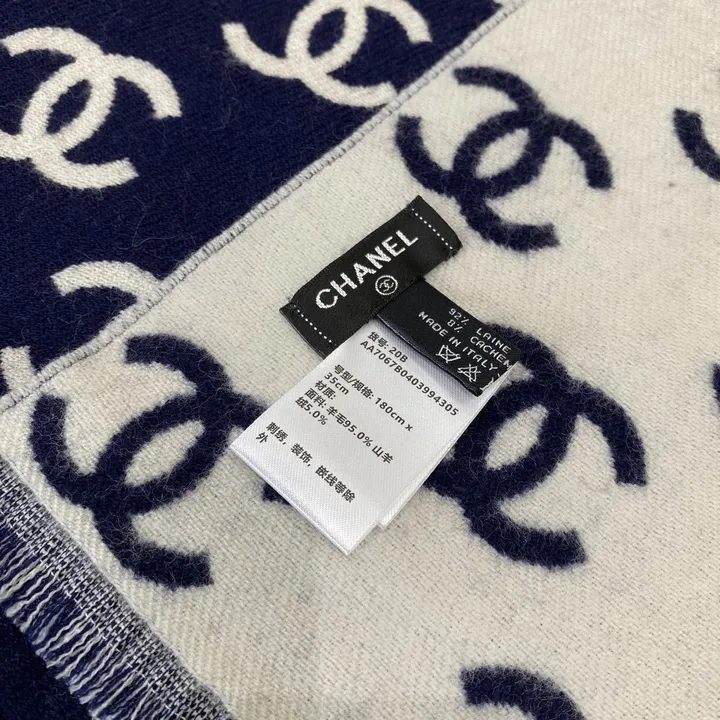 CHANEL
92% LAINE
8% CACHEM
MADE IN ITALY
货号: 20B
AA7067B0403994305
号型/规格: 180cm x
35cm
材质:
面料: 羊毛95.0% 山羊
绒5.0%
刺绣, 装饰, 嵌线等除
外